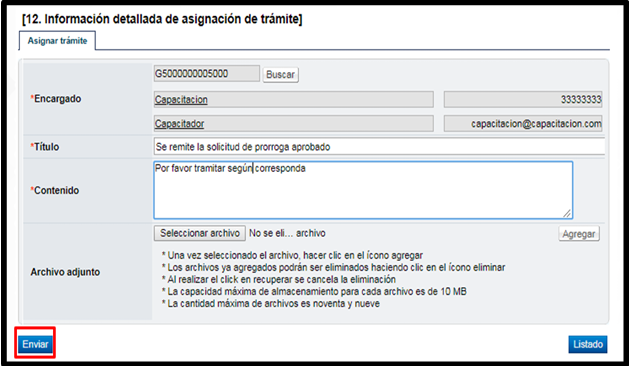 [12. Información detallada de asignación de trámite]
Asignar trámite
*Encargado
G5000000005000 Buscar
Capacitacion 33333333
Capacitador capacitacion@capacitacion.com
*Título Se remite la solicitud de prorroga aprobado
*Contenido Por favor tramitar según corresponda
Archivo adjunto
Seleccionar archivo No se eli... archivo Agregar
* Una vez seleccionado el archivo, hacer clic en el ícono agregar
* Los archivos ya agregados podrán ser eliminados haciendo clic en el ícono eliminar
* Al realizar el click en recuperar se cancela la eliminación
* La capacidad máxima de almacenamiento para cada archivo es de 10 MB
* La cantidad máxima de archivos es noventa y nueve
Enviar Listado